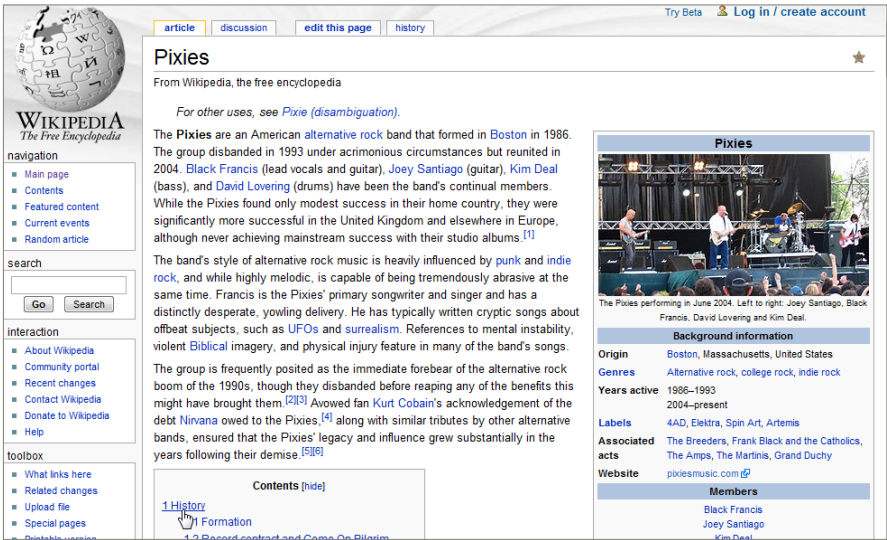 Try Beta Log in / create account
article discussion edit this page history
WIKIPEDIA
The Free Encyclopedia
navigation
Main page
Contents
Featured content
Current events
Random article
search
Go Search
interaction
About Wikipedia
Community portal
Recent changes
Contact Wikipedia
Donate to Wikipedia
Help
toolbox
What links here
Related changes
Upload file
Special pages
Printable version
Pixies
From Wikipedia, the free encyclopedia
For other uses, see Pixie (disambiguation).
The Pixies are an American alternative rock band that formed in Boston in 1986.
The group disbanded in 1993 under acrimonious circumstances but reunited in
2004. Black Francis (lead vocals and guitar), Joey Santiago (guitar), Kim Deal
(bass), and David Lovering (drums) have been the band's continual members.
While the Pixies found only modest success in their home country, they were
significantly more successful in the United Kingdom and elsewhere in Europe,
although never achieving mainstream success with their studio albums.[1]
The band's style of alternative rock music is heavily influenced by punk and indie
rock, and while highly melodic, is capable of being tremendously abrasive at the
same time. Francis is the Pixies' primary songwriter and singer and has a
distinctly desperate, yowling delivery. He has typically written cryptic songs about
offbeat subjects, such as UFOs and surrealism. References to mental instability,
violent Biblical imagery, and physical injury feature in many of the band's songs.
The group is frequently posited as the immediate forebear of the alternative rock
boom of the 1990s, though they disbanded before reaping any of the benefits this
might have brought them.[2][3] Avowed fan Kurt Cobain's acknowledgement of the
debt Nirvana owed to the Pixies,[4] along with similar tributes by other alternative
bands, ensured that the Pixies' legacy and influence grew substantially in the
years following their demise.[5][6]
Contents [hide]
1 History
1 Formation
1.2 Record contract and Come On Pilgrim
Pixies
The Pixies performing in June 2004. Left to right: Joey Santiago, Black
Francis, David Lovering and Kim Deal.
Background information
Origin Boston, Massachusetts, United States
Genres Alternative rock, college rock, indie rock
Years active 1986–1993
2004–present
Labels 4AD, Elektra, Spin Art, Artemis
Associated acts The Breeders, Frank Black and the Catholics,
The Amps, The Martinis, Grand Duchy
Website pixiesmusic.com
Members
Black Francis
Joey Santiago
Kim Deal